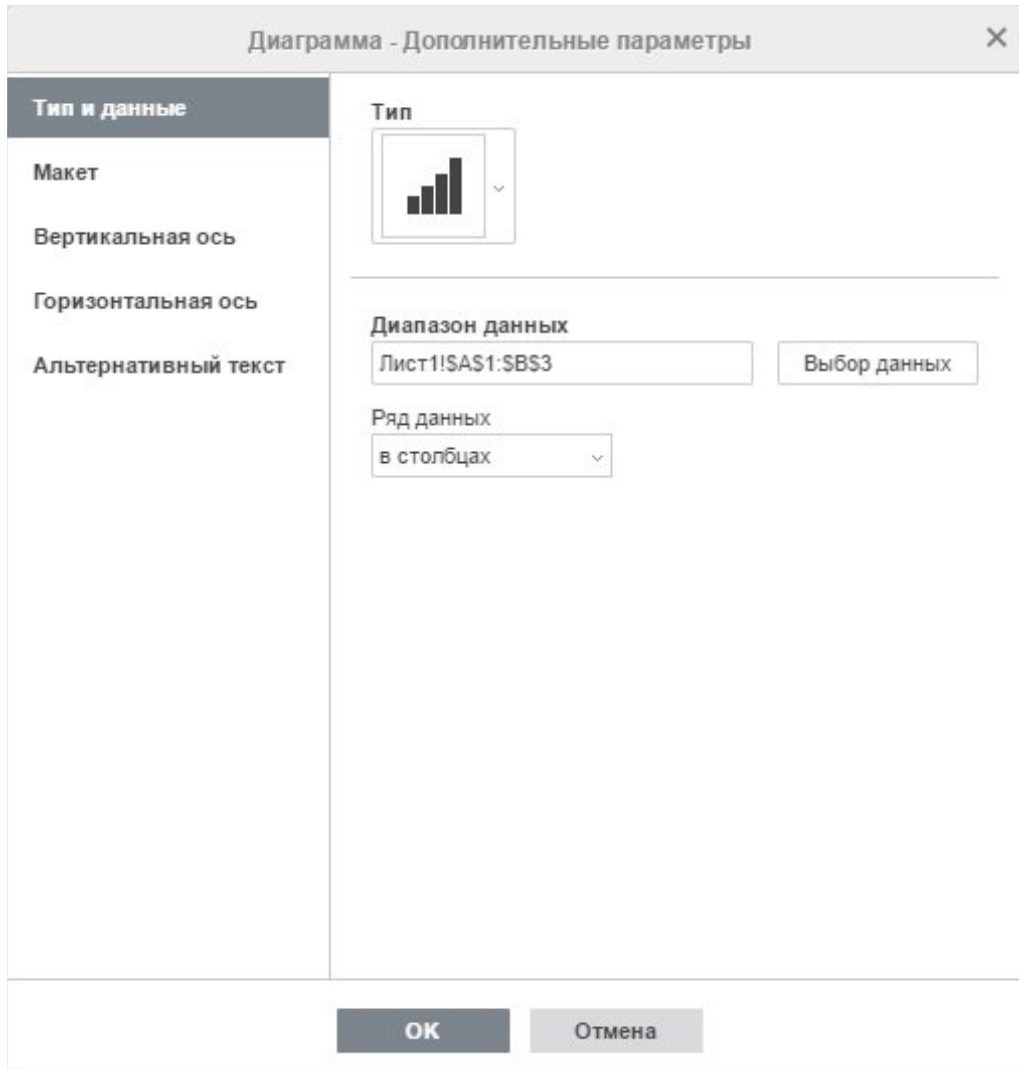 Диаграмма - Дополнительные параметры
Тип и данные
Макет
Вертикальная ось
Горизонтальная ось
Альтернативный текст
Тип
Диапазон данных
Лист1!$A$1:$B$3
Выбор данных
Ряд данных
в столбцах
OK
Отмена